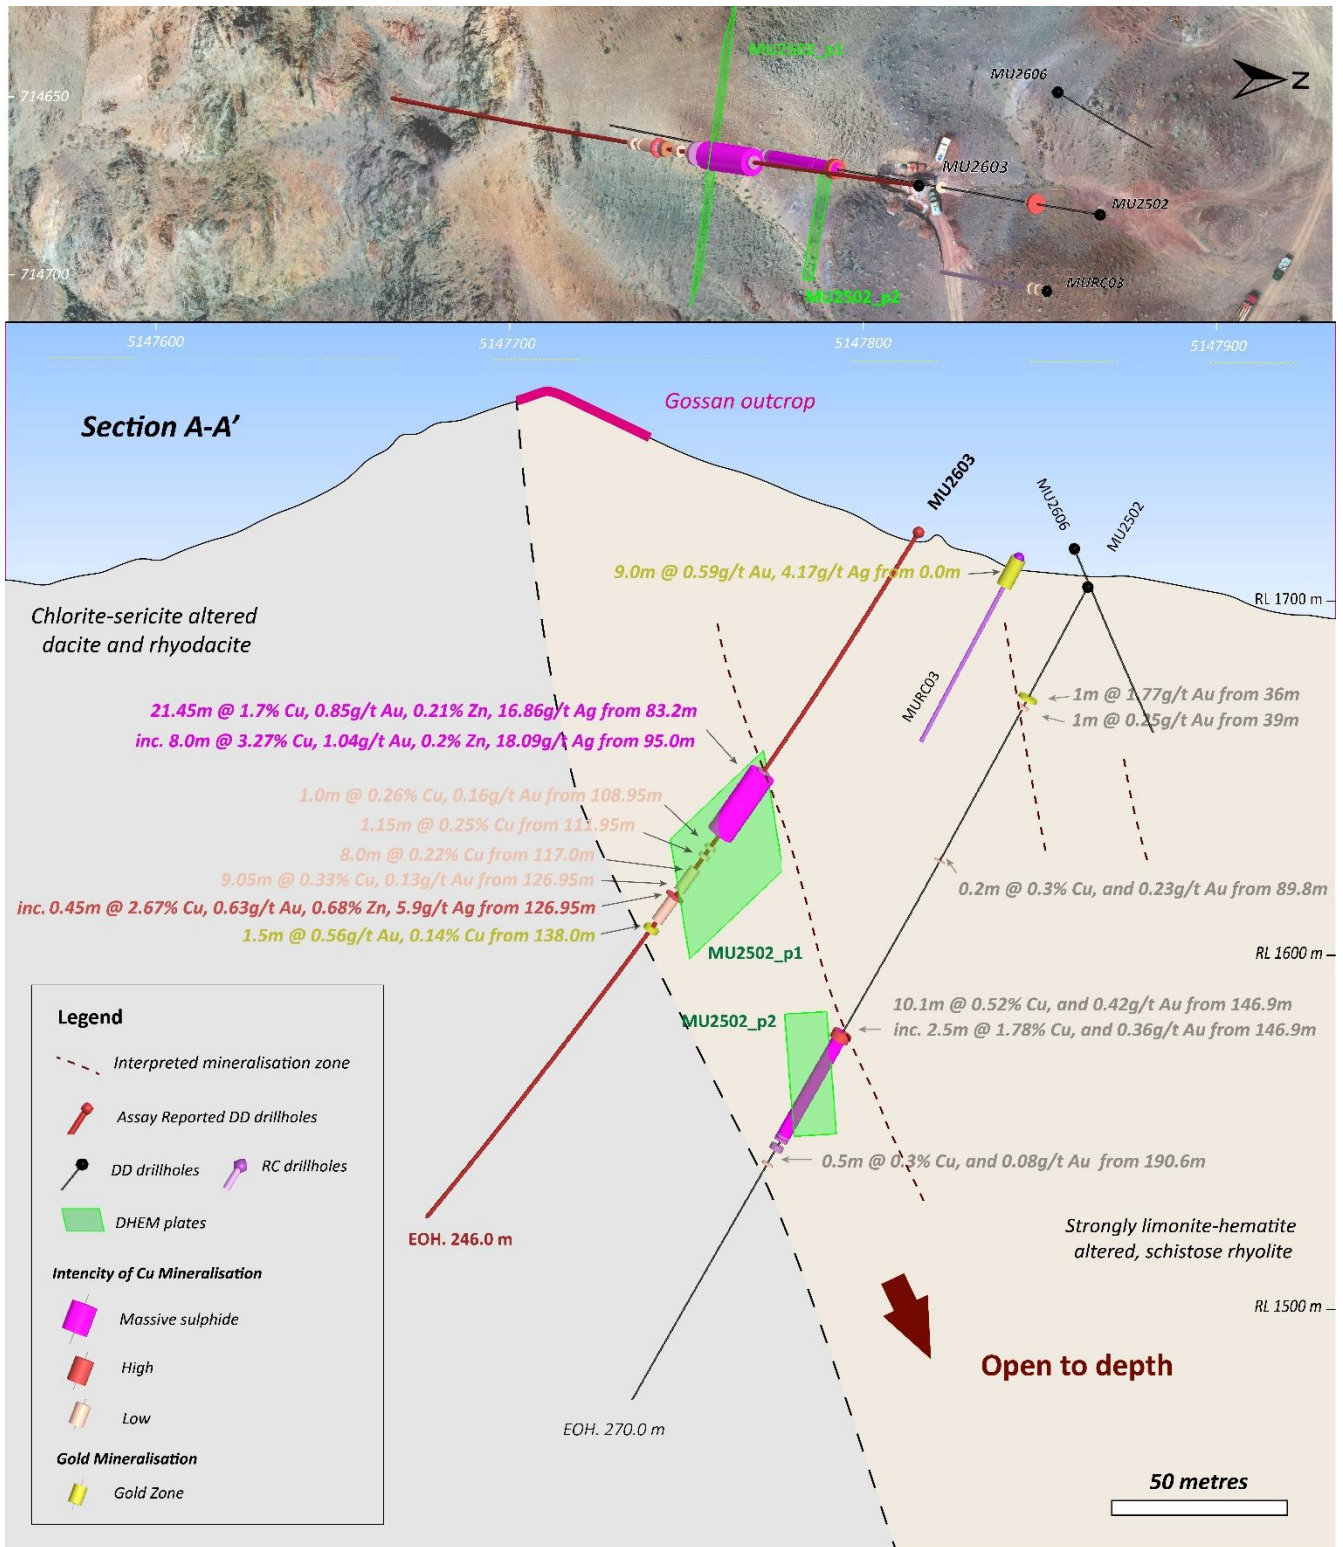 MU2502_p1
MU2606
N
714650
MU2603
MU2502
714700
MU2502_p2
MURC03
5147600
5147700
5147800
5147900
Section A-A’
Gossan outcrop
MU2603
MU2606
MU2502
9.0m @ 0.59g/t Au, 4.17g/t Ag from 0.0m
RL 1700 m
Chlorite-sericite altered
dacite and rhyodacite
MURC03
1m @ 1.77g/t Au from 36m
1m @ 0.25g/t Au from 39m
21.45m @ 1.7% Cu, 0.85g/t Au, 0.21% Zn, 16.86g/t Ag from 83.2m
inc. 8.0m @ 3.27% Cu, 1.04g/t Au, 0.2% Zn, 18.09g/t Ag from 95.0m
1.0m @ 0.26% Cu, 0.16g/t Au from 108.95m
1.15m @ 0.25% Cu from 111.95m
8.0m @ 0.22% Cu from 117.0m
9.05m @ 0.33% Cu, 0.13g/t Au from 126.95m
inc. 0.45m @ 2.67% Cu, 0.63g/t Au, 0.68% Zn, 5.9g/t Ag from 126.95m
1.5m @ 0.56g/t Au, 0.14% Cu from 138.0m
0.2m @ 0.3% Cu, and 0.23g/t Au from 89.8m
MU2502_p1
RL 1600 m
MU2502_p2
10.1m @ 0.52% Cu, and 0.42g/t Au from 146.9m
inc. 2.5m @ 1.78% Cu, and 0.36g/t Au from 146.9m
0.5m @ 0.3% Cu, and 0.08g/t Au from 190.6m
EOH. 246.0 m
Strongly limonite-hematite
altered, schistose rhyolite
RL 1500 m
Open to depth
EOH. 270.0 m
50 metres
Legend
Interpreted mineralisation zone
Assay Reported DD drillholes
DD drillholes
RC drillholes
DHEM plates
Intencity of Cu Mineralisation
Massive sulphide
High
Low
Gold Mineralisation
Gold Zone